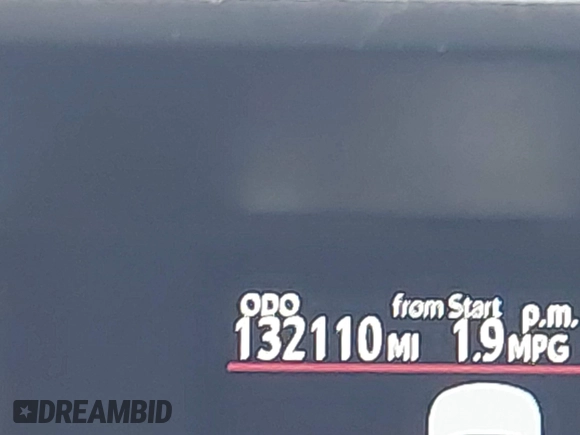 ODO from Start p.m.
132110 MI 1.9 MPG
DREAMBID